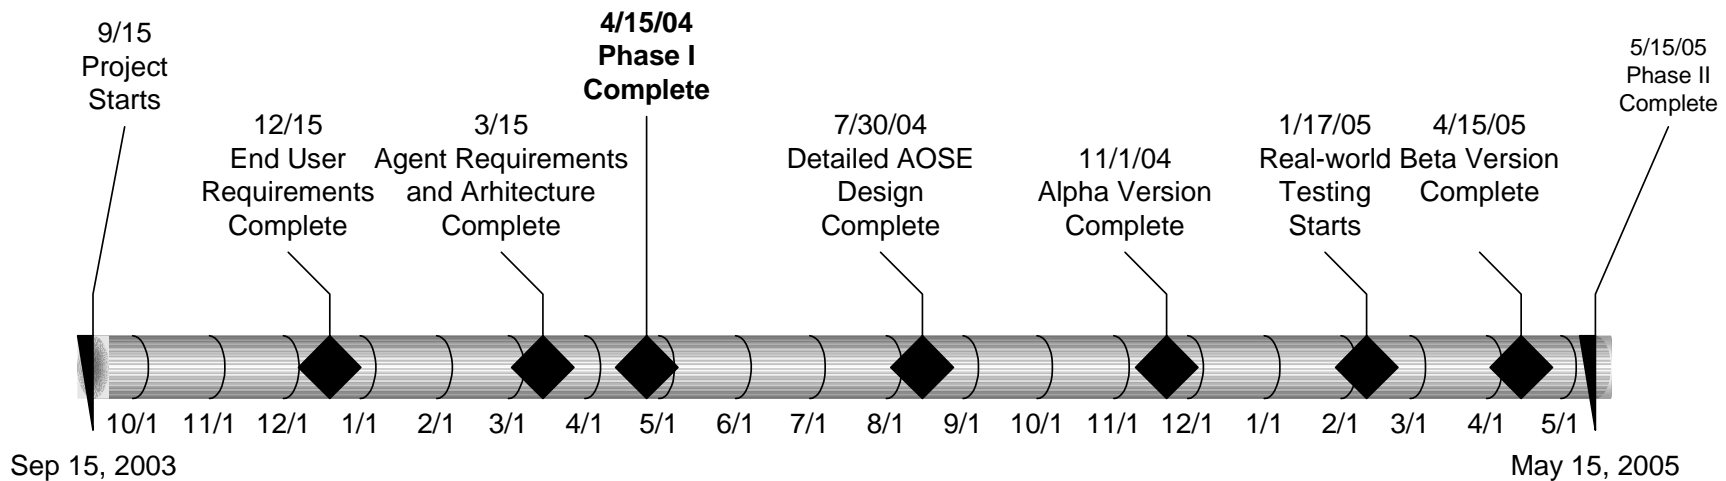 9/15
Project
Starts
12/15
End User
Requirements
Complete
3/15
Agent Requirements
and Arhitecture
Complete
4/15/04
Phase I
Complete
7/30/04
Detailed AOSE
Design
Complete
11/1/04
Alpha Version
Complete
1/17/05
Real-world
Testing
Starts
4/15/05
Beta Version
Complete
5/15/05
Phase II
Complete
10/1 11/1 12/1 1/1 2/1 3/1 4/1 5/1 6/1 7/1 8/1 9/1 10/1 11/1 12/1 1/1 2/1 3/1 4/1 5/1
Sep 15, 2003
May 15, 2005